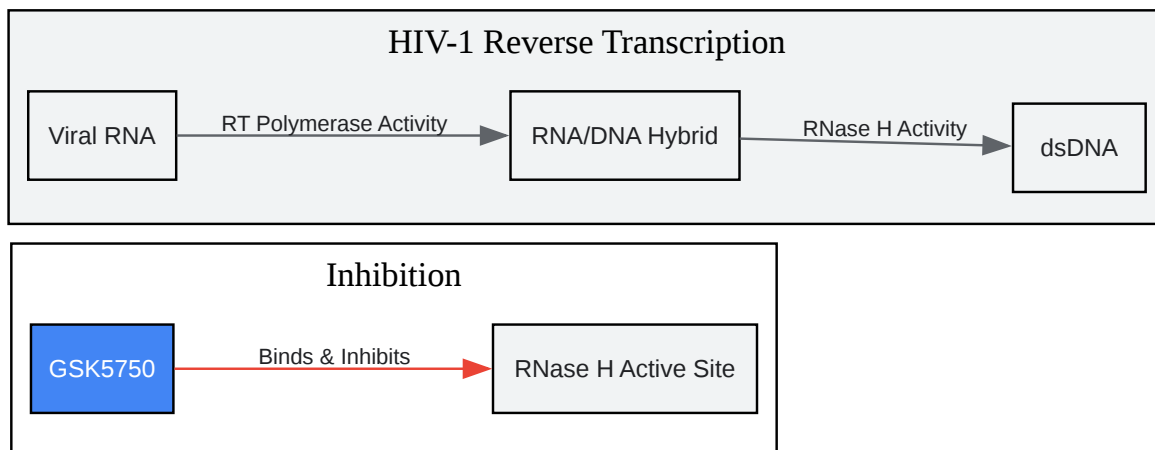 HIV-1 Reverse Transcription
Viral RNA
RT Polymerase Activity
RNA/DNA Hybrid
RNase H Activity
dsDNA
Inhibition
GSK5750
Binds & Inhibits
RNase H Active Site